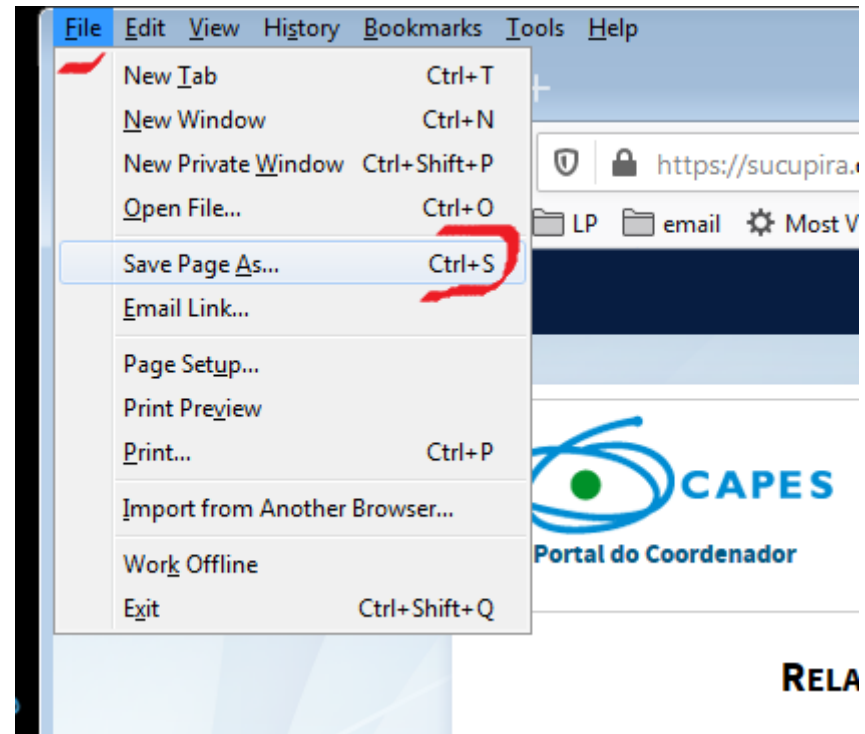 File Edit View History Bookmarks Tools Help
New Tab Ctrl+T
New Window Ctrl+N
New Private Window Ctrl+Shift+P
Open File... Ctrl+O
Save Page As... Ctrl+S
Email Link...
Page Setup...
Print Preview
Print... Ctrl+P
Import from Another Browser...
Work Offline
Exit Ctrl+Shift+Q
https://sucupira.
LP email Most V
CAPES
Portal do Coordenador
RELA